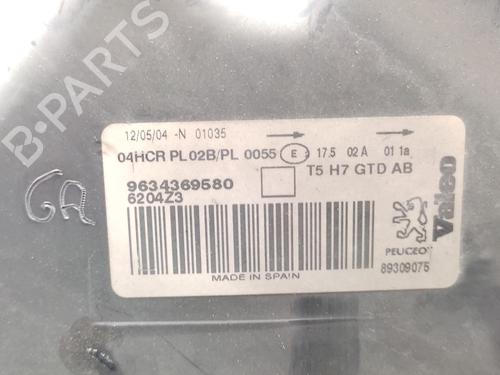 B-PARTS
12/05/04 -N 01035
04HCR PL02B/PL 0055 E 17.5 02 A 01 1a
T5 H7 GTD AB
9634369580
6204Z3
GA
PEUGEOT
Valeo
89309075
MADE IN SPAIN